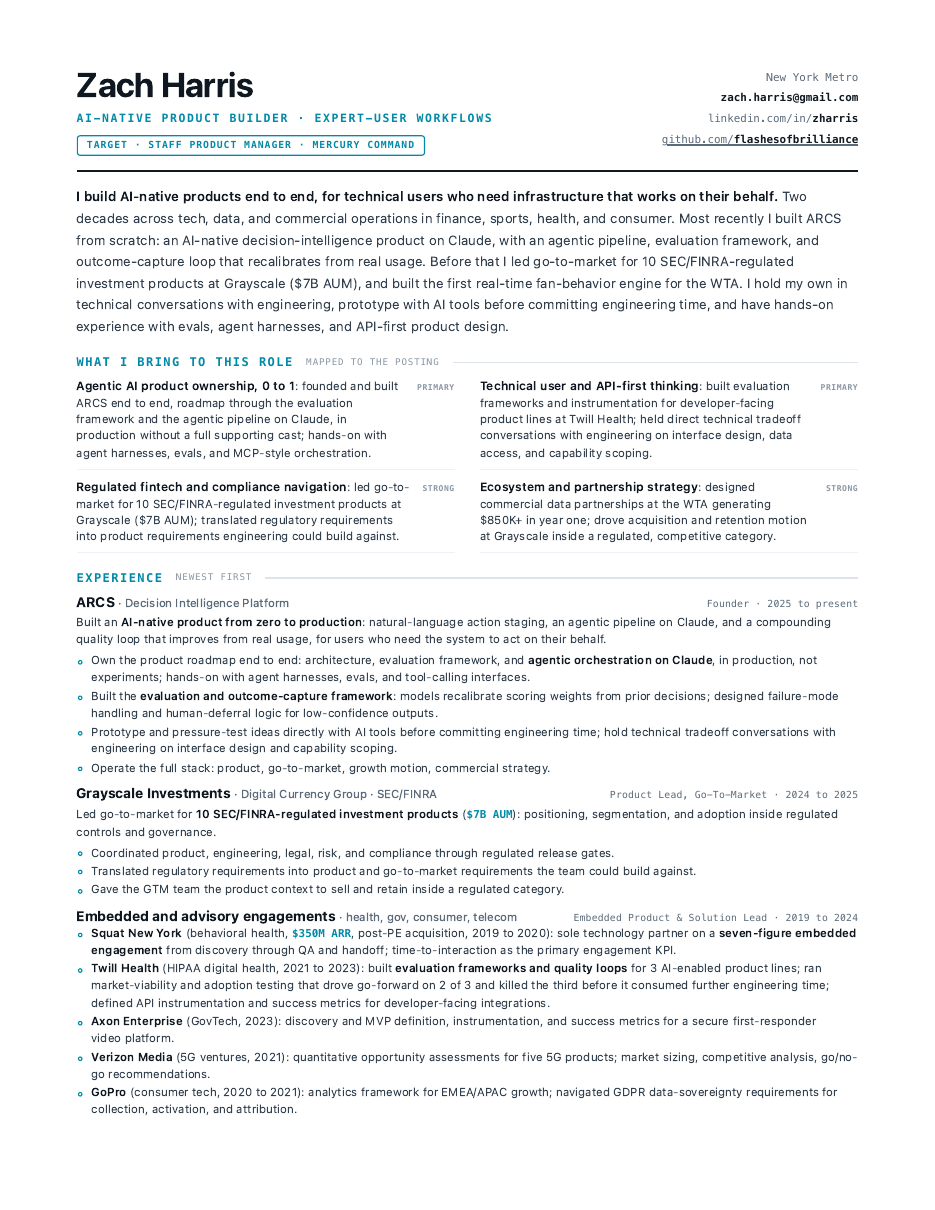 Zach Harris
AI–NATIVE PRODUCT BUILDER · EXPERT–USER WORKFLOWS
TARGET · STAFF PRODUCT MANAGER · MERCURY COMMAND
New York Metro
zach.harris@gmail.com
linkedin.com/in/zharris
github.com/flashesofbrilliance
I build AI-native products end to end, for technical users who need infrastructure that works on their behalf. Two
decades across tech, data, and commercial operations in finance, sports, health, and consumer. Most recently I built ARCS
from scratch: an AI-native decision-intelligence product on Claude, with an agentic pipeline, evaluation framework, and
outcome-capture loop that recalibrates from real usage. Before that I led go-to-market for 10 SEC/FINRA-regulated
investment products at Grayscale ($7B AUM), and built the first real-time fan-behavior engine for the WTA. I hold my own in
technical conversations with engineering, prototype with AI tools before committing engineering time, and have hands-on
experience with evals, agent harnesses, and API-first product design.
WHAT I BRING TO THIS ROLE MAPPED TO THE POSTING
Agentic AI product ownership, 0 to 1: founded and built PRIMARY
ARCS end to end, roadmap through the evaluation
framework and the agentic pipeline on Claude, in
production without a full supporting cast; hands-on with
agent harnesses, evals, and MCP-style orchestration.
Technical user and API-first thinking: built evaluation PRIMARY
frameworks and instrumentation for developer-facing
product lines at Twill Health; held direct technical tradeoff
conversations with engineering on interface design, data
access, and capability scoping.
Regulated fintech and compliance navigation: led go-to- STRONG
market for 10 SEC/FINRA-regulated investment products at
Grayscale ($7B AUM); translated regulatory requirements
into product requirements engineering could build against.
Ecosystem and partnership strategy: designed STRONG
commercial data partnerships at the WTA generating
$850K+ in year one; drove acquisition and retention motion
at Grayscale inside a regulated, competitive category.
EXPERIENCE NEWEST FIRST
ARCS · Decision Intelligence Platform Founder · 2025 to present
Built an AI-native product from zero to production: natural-language action staging, an agentic pipeline on Claude, and a compounding
quality loop that improves from real usage, for users who need the system to act on their behalf.
Own the product roadmap end to end: architecture, evaluation framework, and agentic orchestration on Claude, in production, not
experiments; hands-on with agent harnesses, evals, and tool-calling interfaces.
Built the evaluation and outcome-capture framework: models recalibrate scoring weights from prior decisions; designed failure-mode
handling and human-deferral logic for low-confidence outputs.
Prototype and pressure-test ideas directly with AI tools before committing engineering time; hold technical tradeoff conversations with
engineering on interface design and capability scoping.
Operate the full stack: product, go-to-market, growth motion, commercial strategy.
Grayscale Investments · Digital Currency Group · SEC/FINRA Product Lead, Go–To–Market · 2024 to 2025
Led go-to-market for 10 SEC/FINRA-regulated investment products ($7B AUM): positioning, segmentation, and adoption inside regulated
controls and governance.
Coordinated product, engineering, legal, risk, and compliance through regulated release gates.
Translated regulatory requirements into product and go-to-market requirements the team could build against.
Gave the GTM team the product context to sell and retain inside a regulated category.
Embedded and advisory engagements · health, gov, consumer, telecom Embedded Product & Solution Lead · 2019 to 2024
Squat New York (behavioral health, $350M ARR, post-PE acquisition, 2019 to 2020): sole technology partner on a seven-figure embedded
engagement from discovery through QA and handoff; time-to-interaction as the primary engagement KPI.
Twill Health (HIPAA digital health, 2021 to 2023): built evaluation frameworks and quality loops for 3 AI-enabled product lines; ran
market-viability and adoption testing that drove go-forward on 2 of 3 and killed the third before it consumed further engineering time;
defined API instrumentation and success metrics for developer-facing integrations.
Axon Enterprise (GovTech, 2023): discovery and MVP definition, instrumentation, and success metrics for a secure first-responder
video platform.
Verizon Media (5G ventures, 2021): quantitative opportunity assessments for five 5G products; market sizing, competitive analysis, go/no-
go recommendations.
GoPro (consumer tech, 2020 to 2021): analytics framework for EMEA/APAC growth; navigated GDPR data-sovereignty requirements for
collection, activation, and attribution.